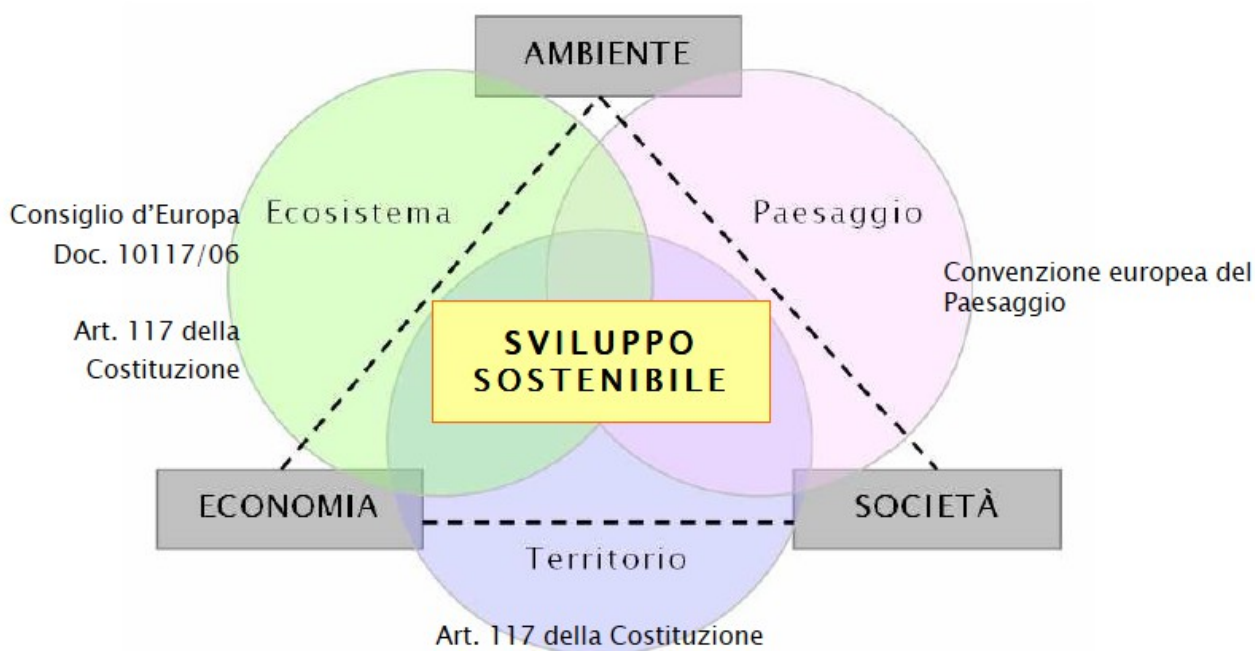 AMBIENTE
Ecosistema
Paesaggio
Consiglio d'Europa
Doc. 10117/06
Convenzione europea del
Paesaggio
Art. 117 della
Costituzione
SVILUPPO
SOSTENIBILE
ECONOMIA
SOCIETÀ
Territorio
Art. 117 della Costituzione